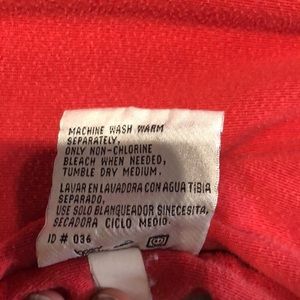 MACHINE WASH WARM
SEPARATELY,
ONLY NON-CHLORINE
BLEACH WHEN NEEDED,
TUMBLE DRY MEDIUM.
LAVAR EN LAVADORA CON AGUA TIBIA
SEPARADO,
USE SOLO BLANQUEADOR SINECESITA,
SECADORA CICLO MEDIO.
ID # 036